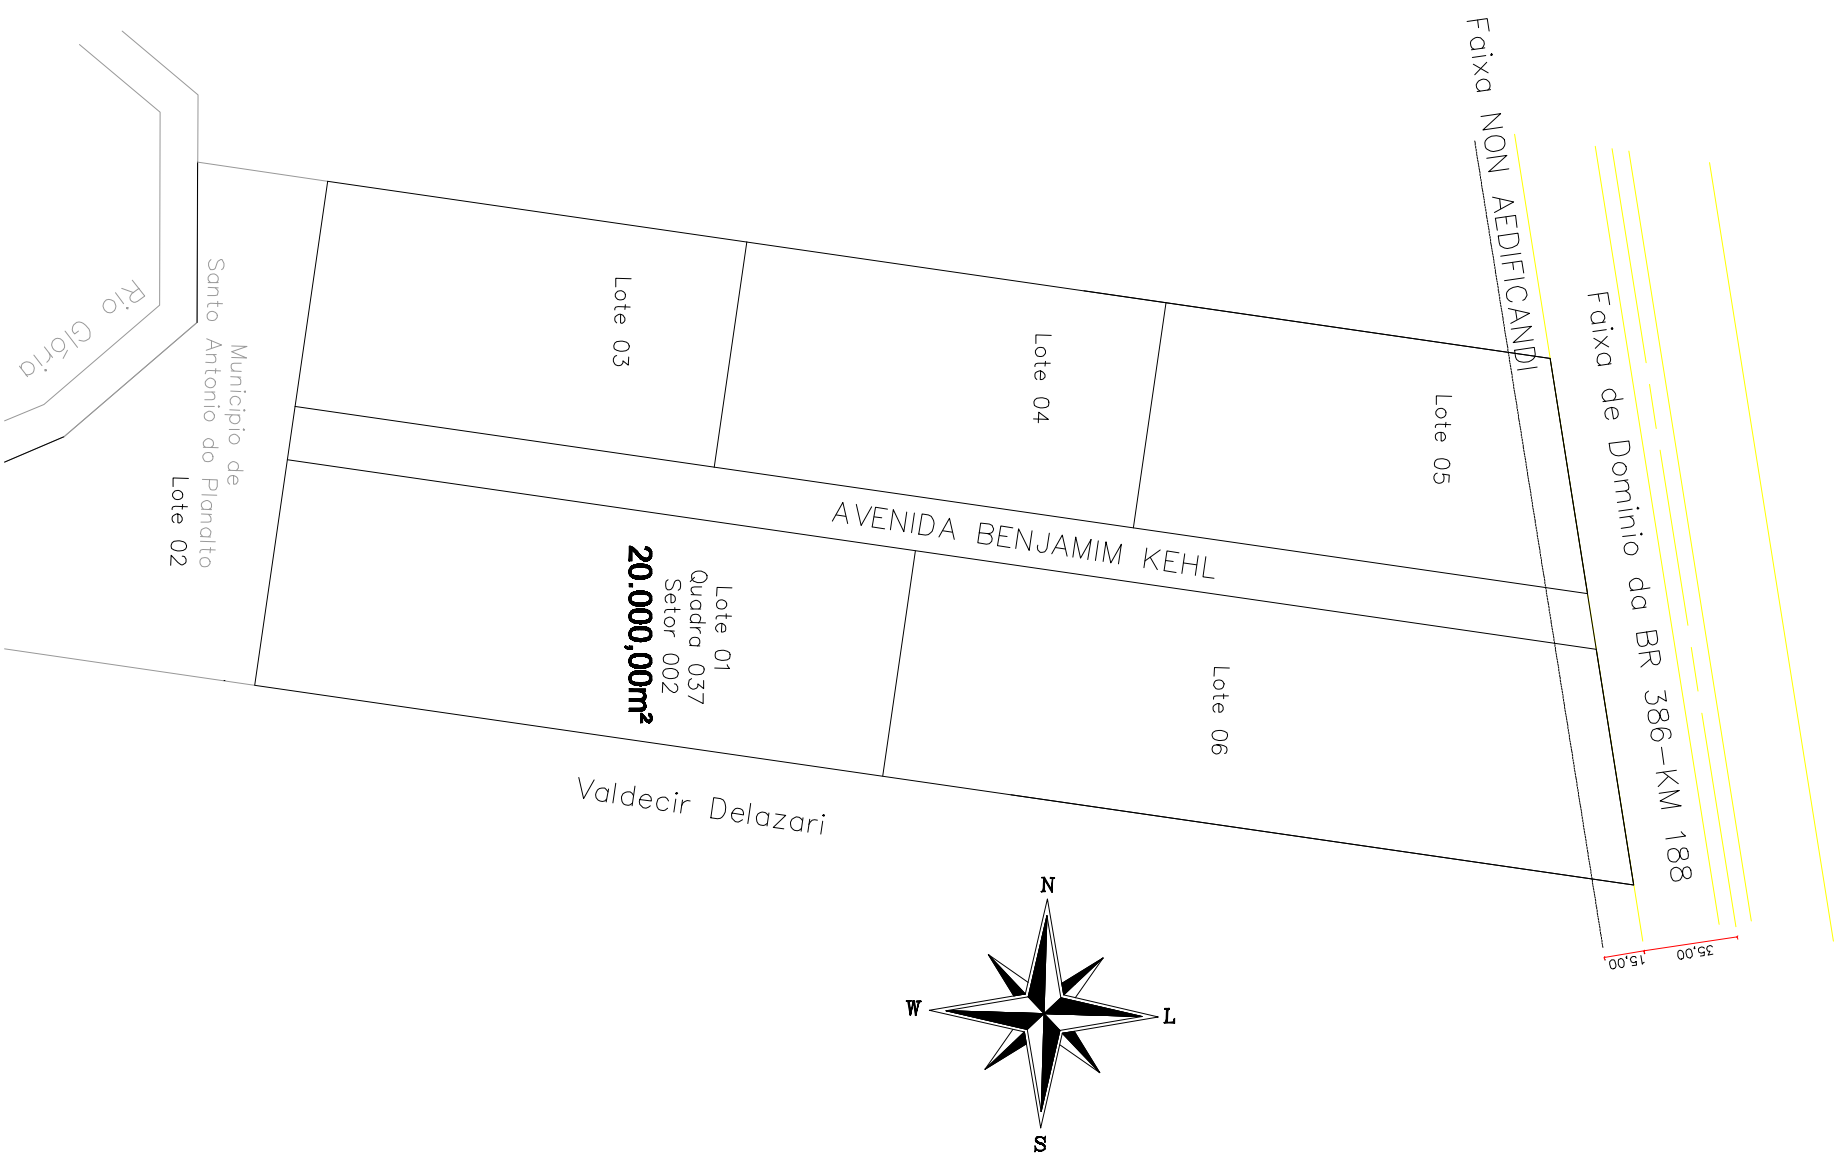 Faixa NON AEDIFICANDI
Faixa de Dominio da BR 386-KM 188
Rio Glória
Municipio de
Santo Antonio do Planalto
Lote 02
Lote 03
Lote 04
Lote 05
AVENIDA BENJAMIM KEHL
Lote 01
Quadra 037
Setor 002
20.000,00m²
Lote 06
Valdecir Delazari
15,00
35,00
N
W
L
S